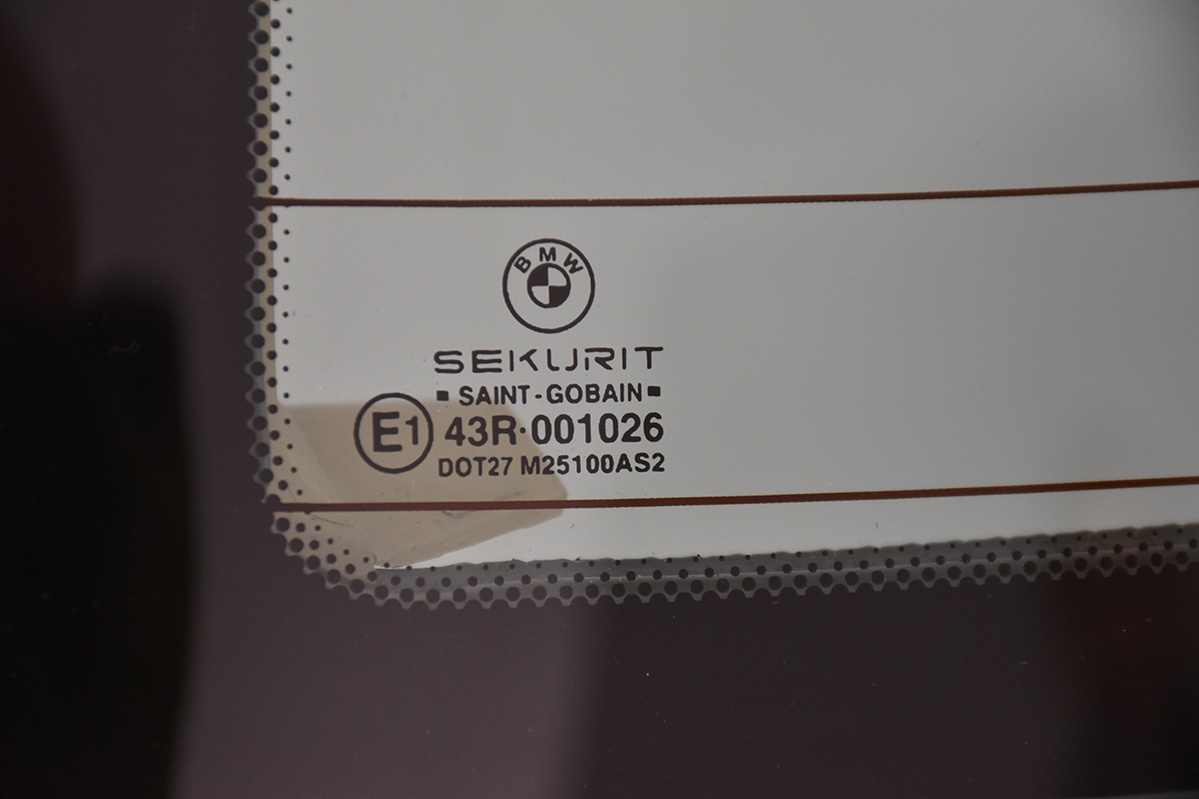 BMW
SEKURIT
SAINT-GOBAIN
E1 43R·001026
DOT27 M25100AS2